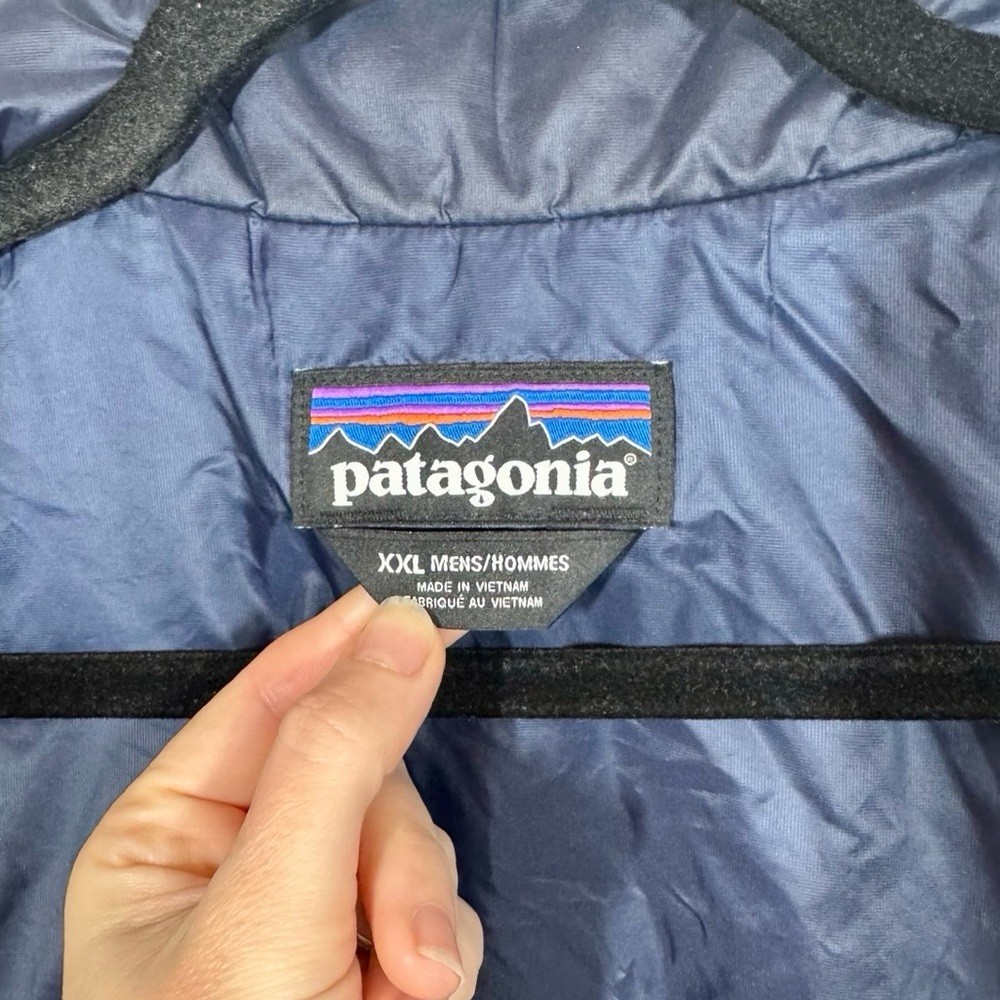 patagonia®
XXL MENS/HOMMES
MADE IN VIETNAM
FABRIQUÉ AU VIETNAM